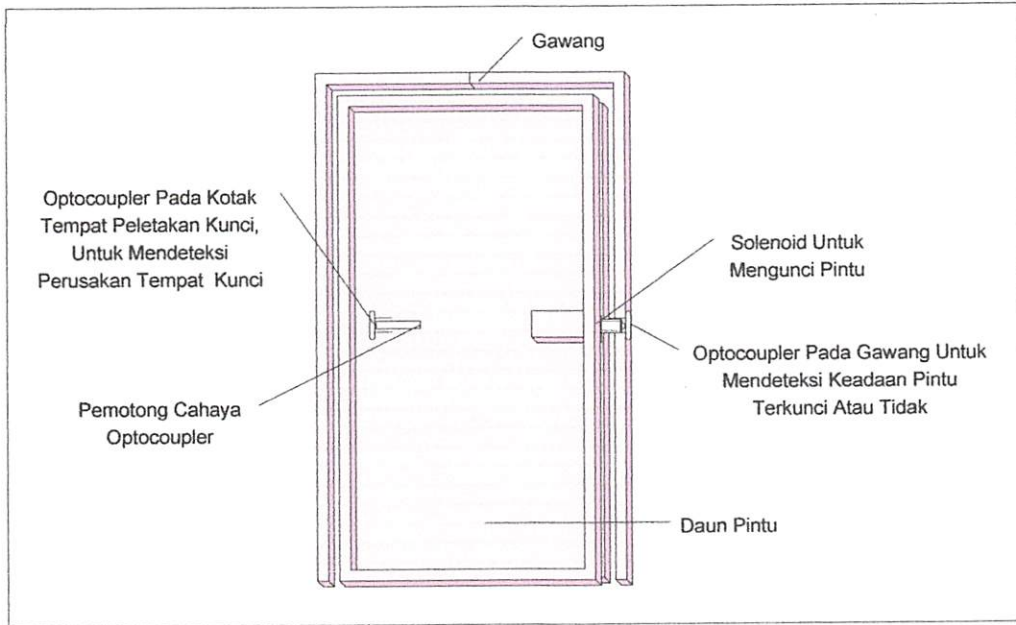 Gawang
Optocoupler Pada Kotak
Tempat Peletakan Kunci,
Untuk Mendeteksi
Perusakan Tempat Kunci
Solenoid Untuk
Mengunci Pintu
Optocoupler Pada Gawang Untuk
Mendeteksi Keadaan Pintu
Terkunci Atau Tidak
Pemotong Cahaya
Optocoupler
Daun Pintu